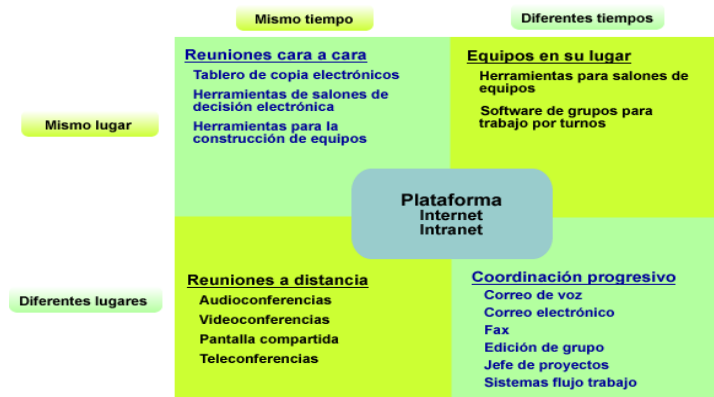 Mismo tiempo
Diferentes tiempos
Mismo lugar
Reuniones cara a cara
Tablero de copia electrónicos
Herramientas de salones de
decisión electrónica
Herramientas para la
construcción de equipos
Equipos en su lugar
Herramientas para salones de
equipos
Software de grupos para
trabajo por turnos
Plataforma
Internet
Intranet
Diferentes lugares
Reuniones a distancia
Audioconferencias
Videoconferencias
Pantalla compartida
Teleconferencias
Coordinación progresivo
Correo de voz
Correo electrónico
Fax
Edición de grupo
Jefe de proyectos
Sistemas flujo trabajo